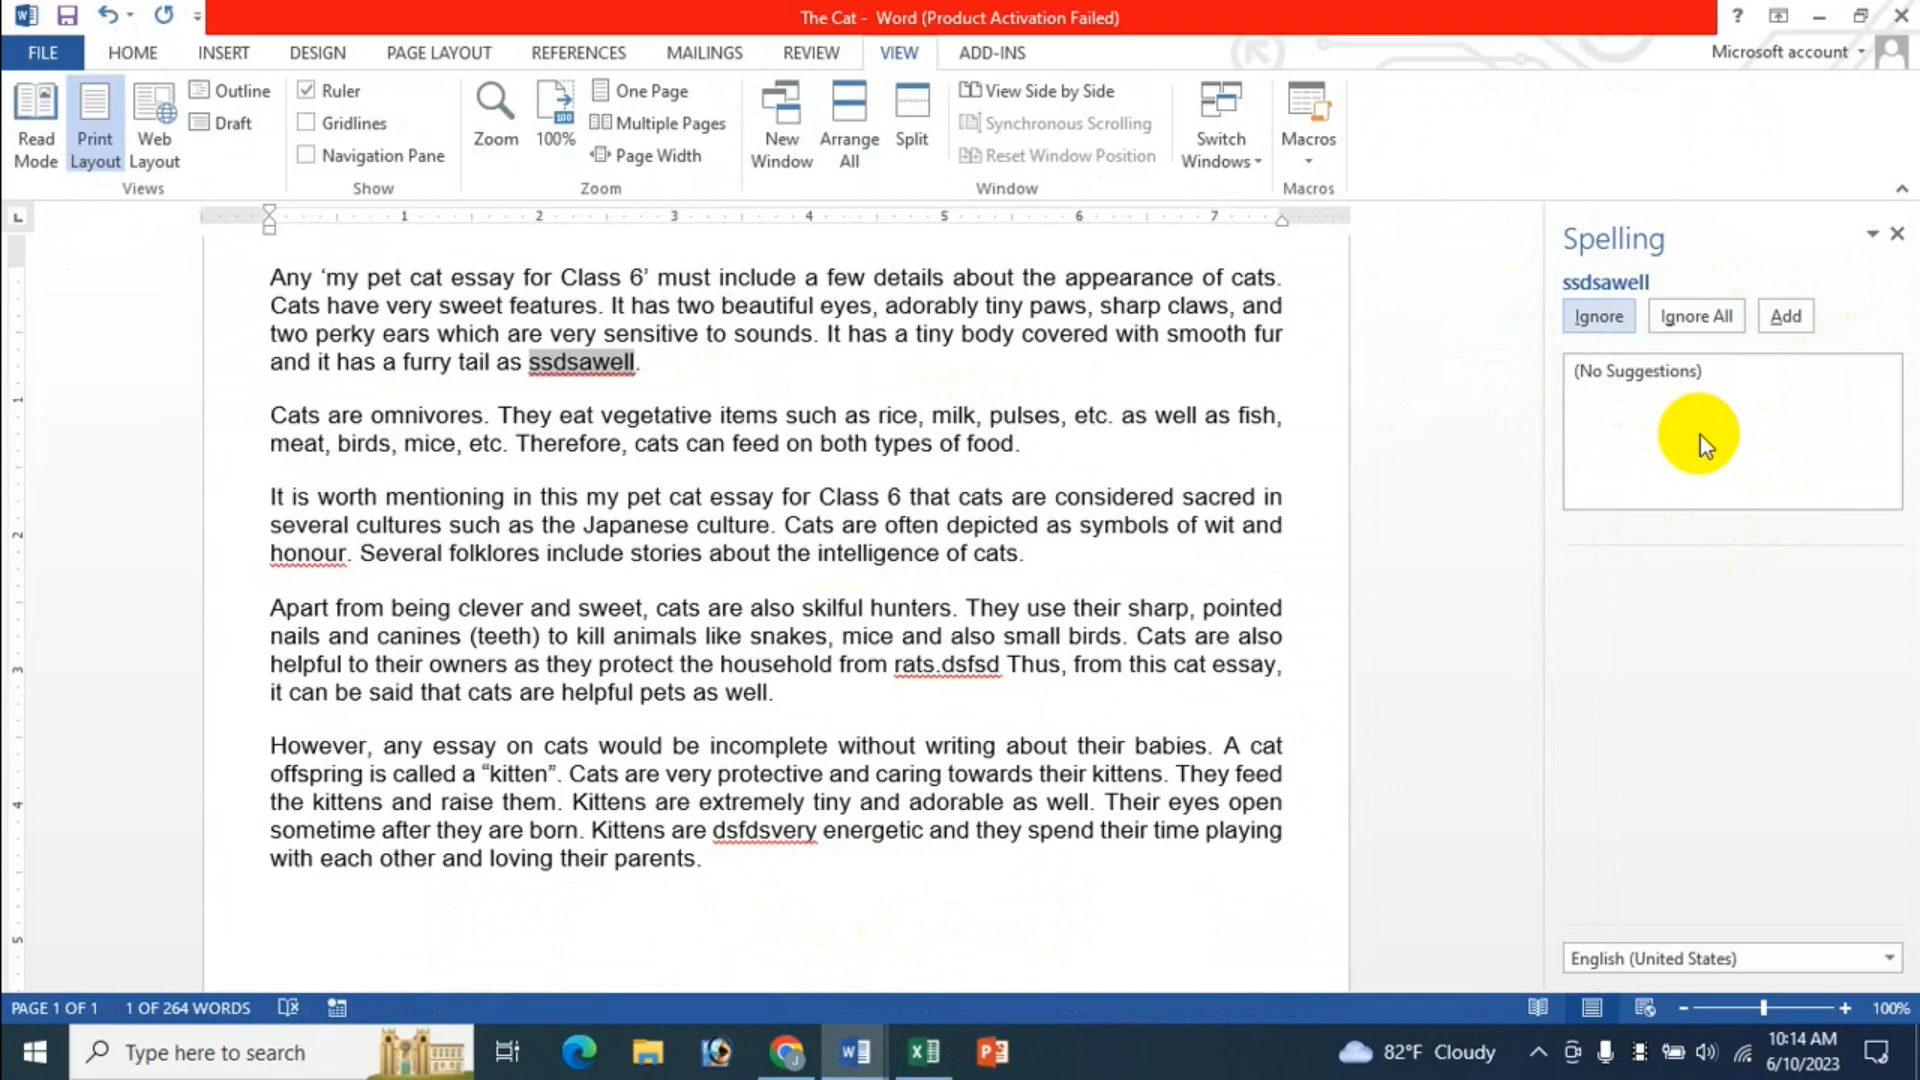 The Cat - Word (Product Activation Failed)
?
FILE HOME INSERT DESIGN PAGE LAYOUT REFERENCES MAILINGS REVIEW VIEW ADD-INS
Microsoft account
Read Mode
Print Layout
Web Layout
Outline
Draft
Views
Ruler
Gridlines
Navigation Pane
Show
Zoom
100
100%
One Page
Multiple Pages
Page Width
Zoom
New Window
Arrange All
Split
View Side by Side
Synchronous Scrolling
Reset Window Position
Window
Switch Windows
Macros
Macros
L
1 2 3 4 5 6 7
1
2
3
4
5
Any ‘my pet cat essay for Class 6’ must include a few details about the appearance of cats.
Cats have very sweet features. It has two beautiful eyes, adorably tiny paws, sharp claws, and
two perky ears which are very sensitive to sounds. It has a tiny body covered with smooth fur
and it has a furry tail as ssdsawell.
Cats are omnivores. They eat vegetative items such as rice, milk, pulses, etc. as well as fish,
meat, birds, mice, etc. Therefore, cats can feed on both types of food.
It is worth mentioning in this my pet cat essay for Class 6 that cats are considered sacred in
several cultures such as the Japanese culture. Cats are often depicted as symbols of wit and
honour. Several folklores include stories about the intelligence of cats.
Apart from being clever and sweet, cats are also skilful hunters. They use their sharp, pointed
nails and canines (teeth) to kill animals like snakes, mice and also small birds. Cats are also
helpful to their owners as they protect the household from rats.dsfsd Thus, from this cat essay,
it can be said that cats are helpful pets as well.
However, any essay on cats would be incomplete without writing about their babies. A cat
offspring is called a “kitten”. Cats are very protective and caring towards their kittens. They feed
the kittens and raise them. Kittens are extremely tiny and adorable as well. Their eyes open
sometime after they are born. Kittens are dsfdsvery energetic and they spend their time playing
with each other and loving their parents.
Spelling
ssdsawell
Ignore
Ignore All
Add
(No Suggestions)
English (United States)
PAGE 1 OF 1 1 OF 264 WORDS
100%
Type here to search
82°F Cloudy
10:14 AM
6/10/2023